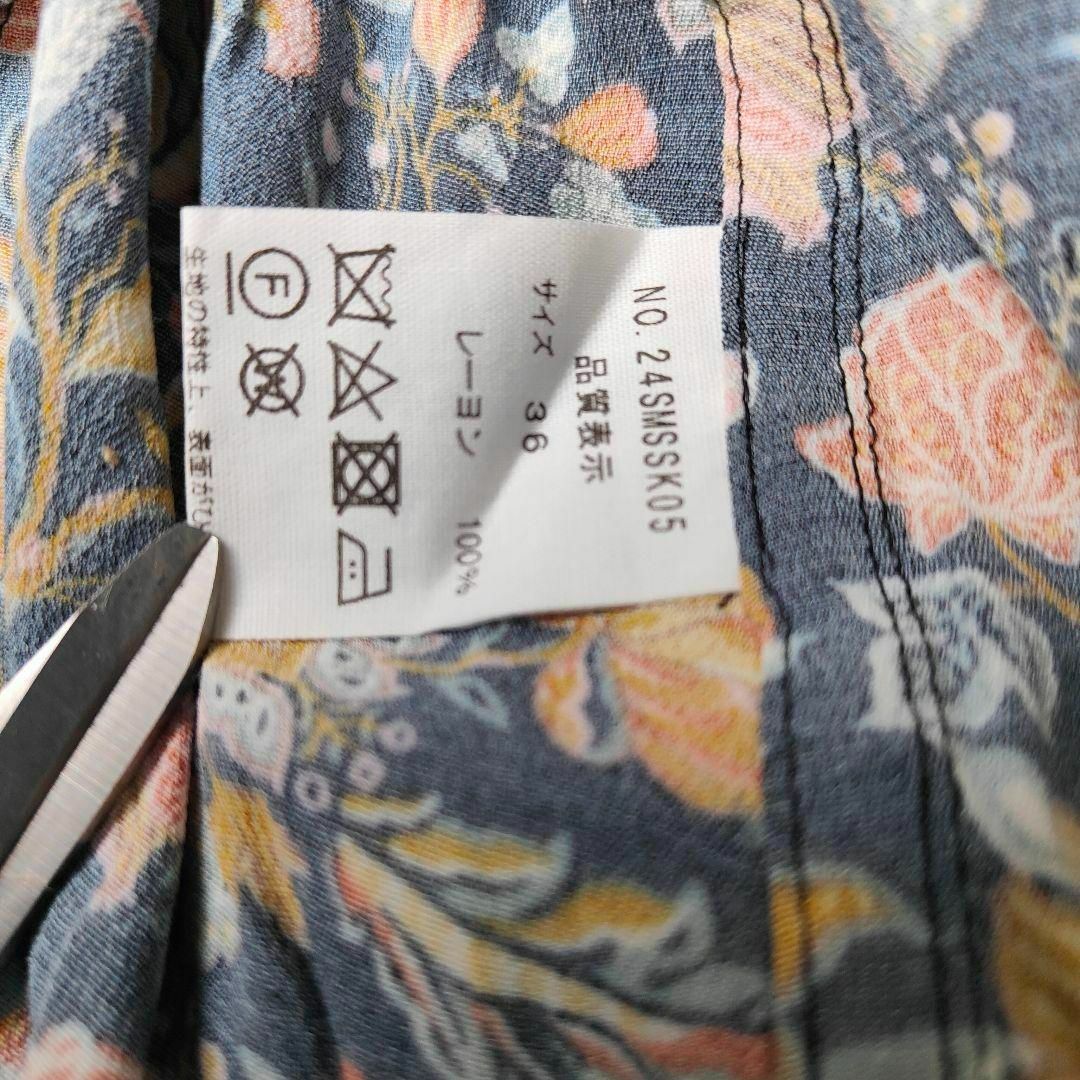 NO.24SMSSK05
品質表示
サイズ 36
レーヨン 100%
F
生地の特性上、表面が